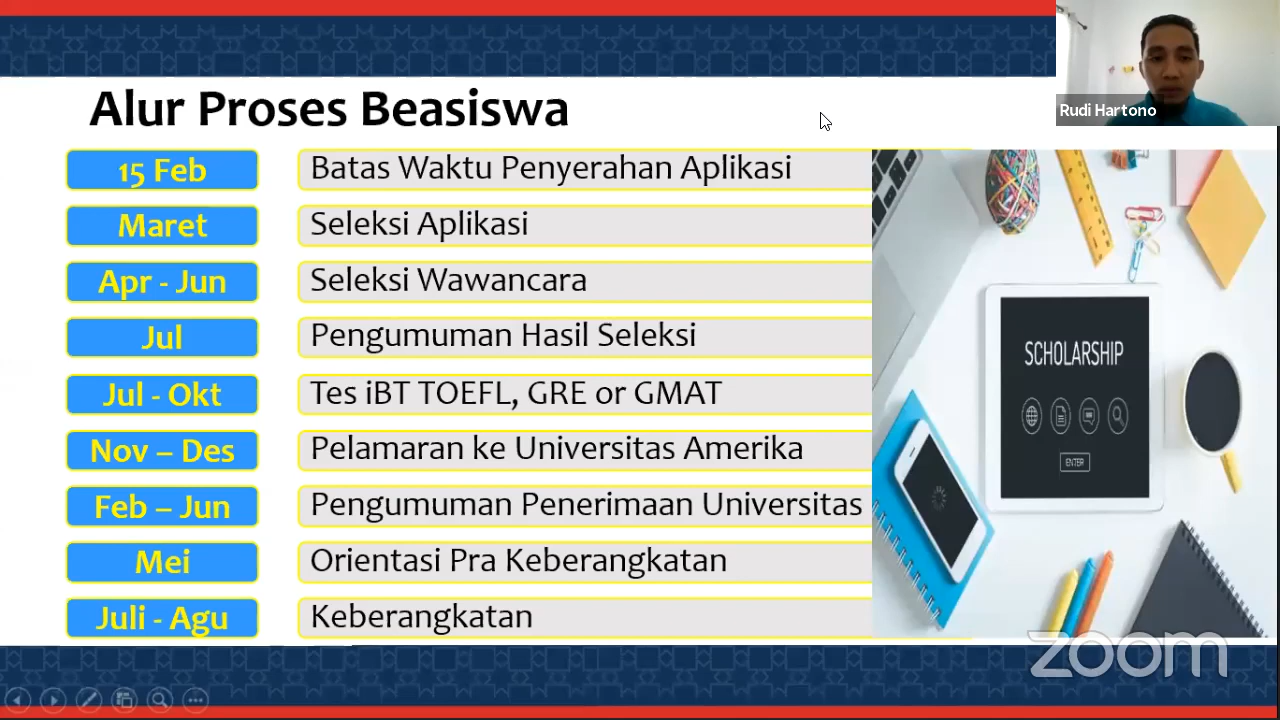 Alur Proses Beasiswa
Rudi Hartono
15 Feb
Batas Waktu Penyerahan Aplikasi
Maret
Seleksi Aplikasi
Apr - Jun
Seleksi Wawancara
Jul
Pengumuman Hasil Seleksi
Jul - Okt
Tes iBT TOEFL, GRE or GMAT
Nov – Des
Pelamaran ke Universitas Amerika
Feb – Jun
Pengumuman Penerimaan Universitas
Mei
Orientasi Pra Keberangkatan
Juli - Agu
Keberangkatan
SCHOLARSHIP
ENTER
zoom